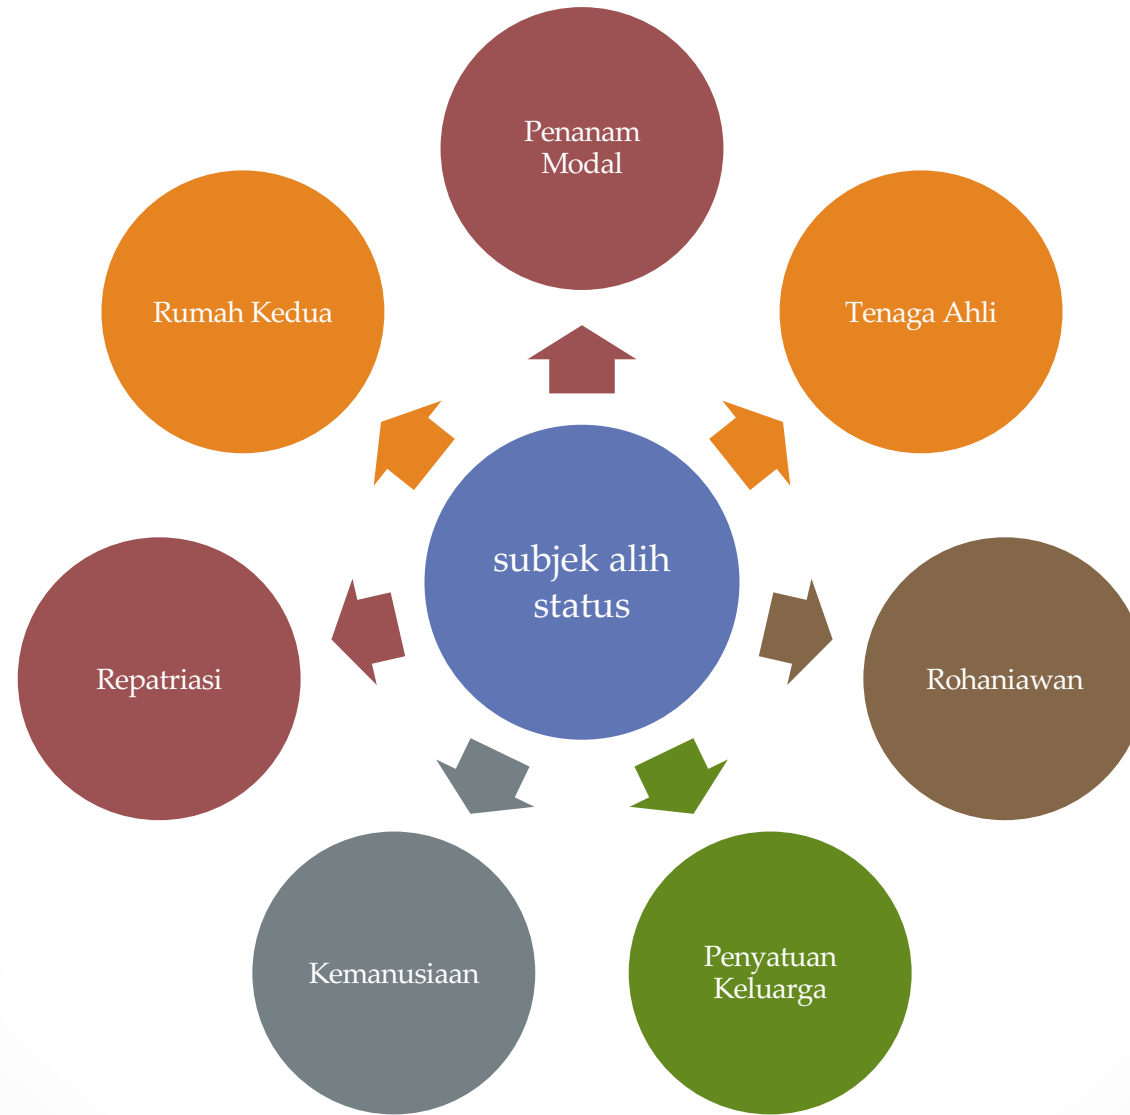 Penanam
Modal
Tenaga Ahli
Rohaniawan
Penyatuan
Keluarga
Kemanusiaan
Repatriasi
Rumah Kedua
subjek alih
status